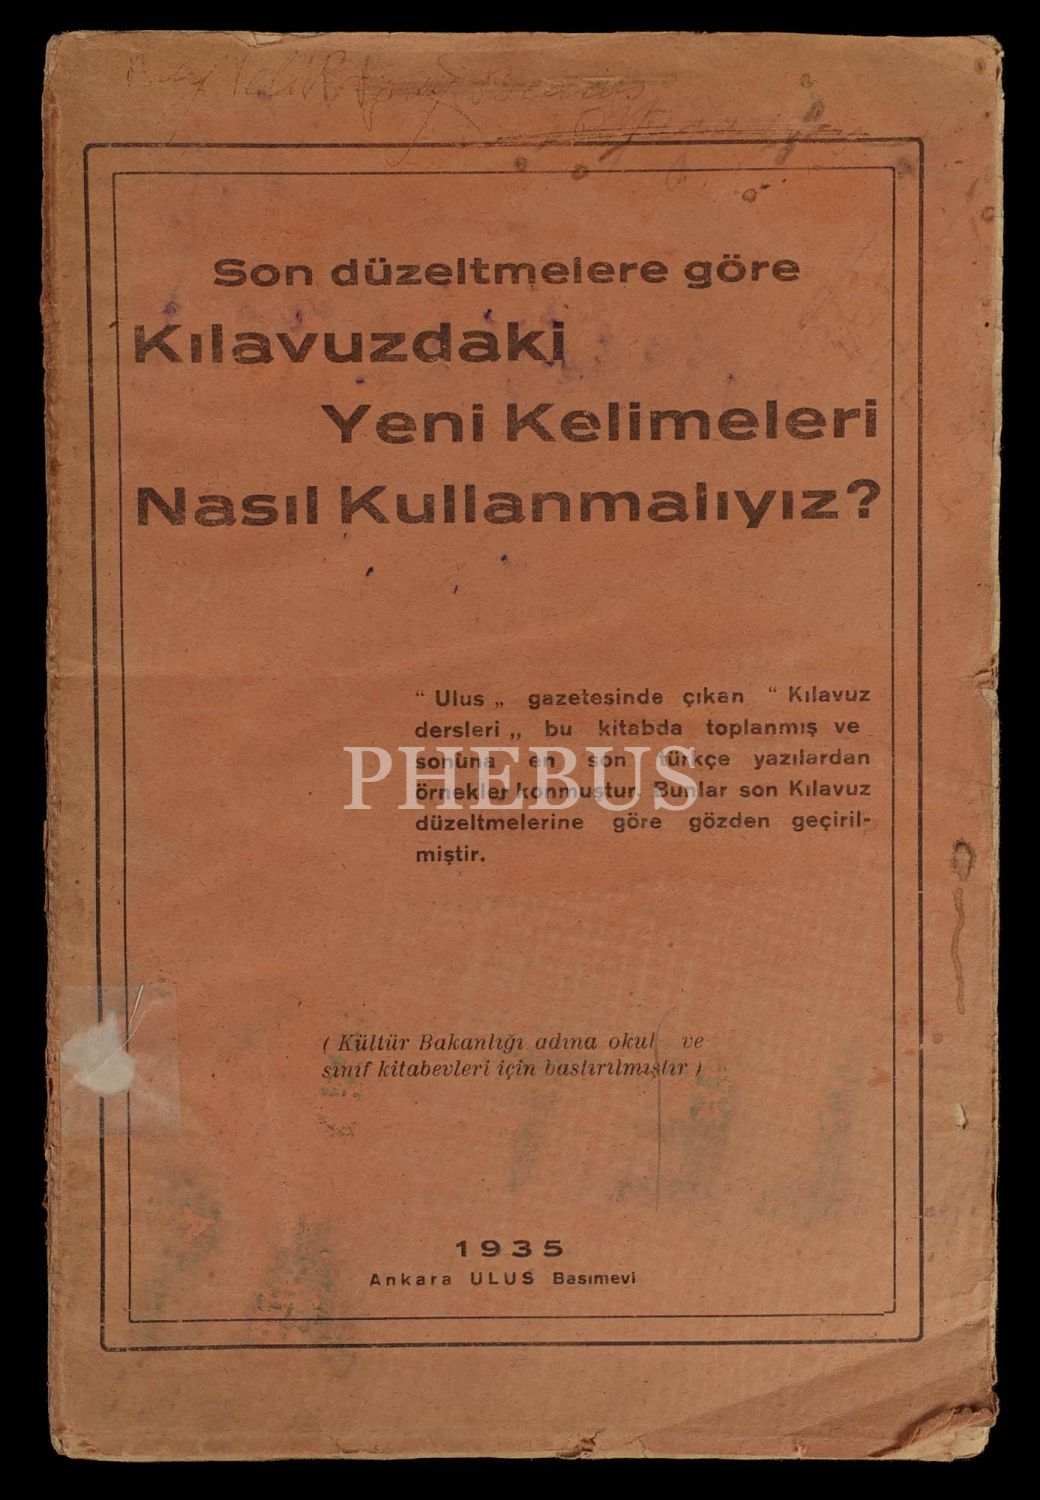 Son düzeltmelere göre
Kılavuzdaki
Yeni Kelimeleri
Nasıl Kullanmalıyız?
“ Ulus „ gazetesinde çıkan “ Kılavuz
dersleri „ bu kitabda toplanmış ve
sonuna en son türkçe yazılardan
örnekler konmuştur. Bunlar son Kılavuz
düzeltmelerine göre gözden geçiril-
miştir.
PHEBUS
( Kültür Bakanlığı adına okul ve
sınıf kitabevleri için bastırılmıştır )
1935
Ankara ULUS Basımevi